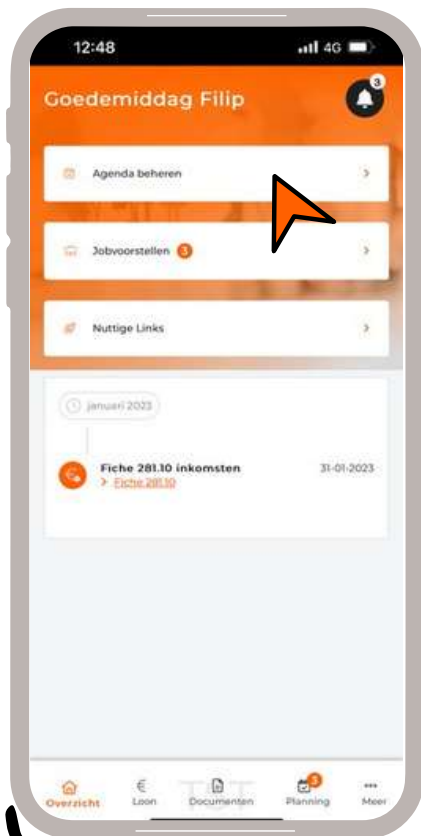 12:48
4G
Goedemiddag Filip
3
Agenda beheren
Jobvoorstellen 3
Nuttige Links
januari 2023
Fiche 281.10 inkomsten 31-01-2023
> Fiche 281.10
3
TST
Overzicht Loon Documenten Planning Meer